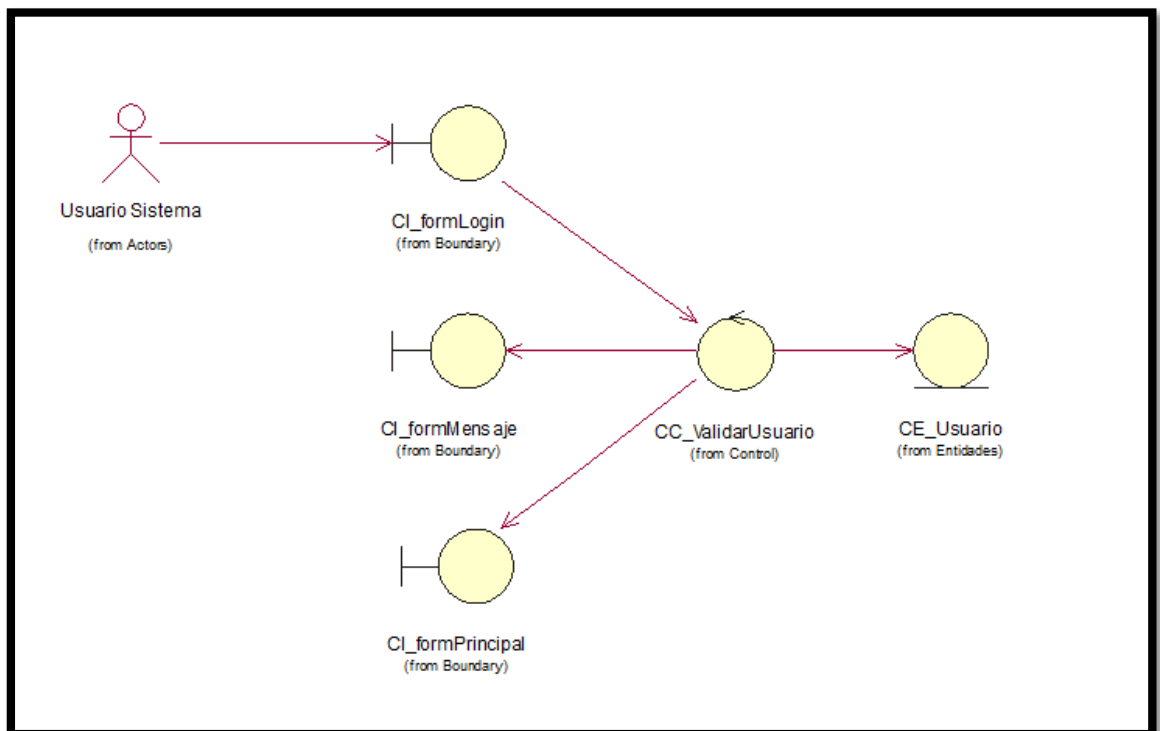 Usuario Sistema
(from Actors)
CI_formLogin
(from Boundary)
CI_formMensaje
(from Boundary)
CC_ValidarUsuario
(from Control)
CE_Usuario
(from Entidades)
CI_formPrincipal
(from Boundary)